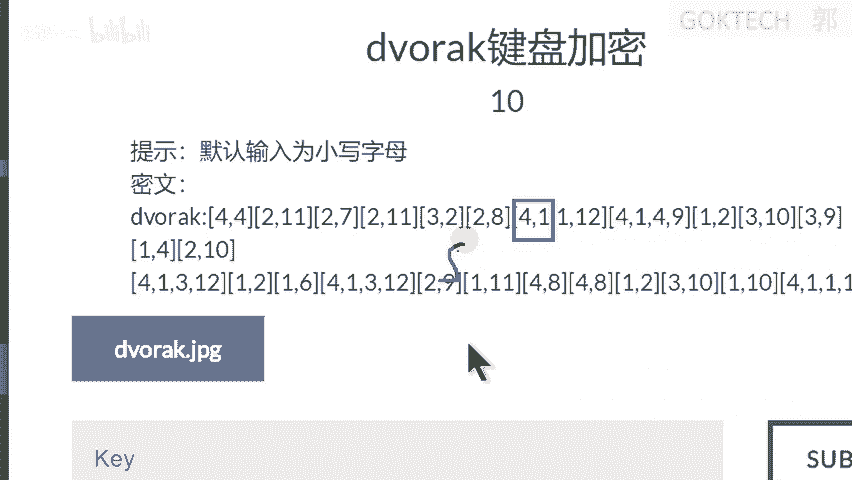 bilibili
GOKTECH 郭
dvorak键盘加密
10
提示：默认输入为小写字母
密文：
dvorak:[4,4][2,11][2,7][2,11][3,2][2,8][4,1,1,12][4,1,4,9][1,2][3,10][3,9]
[1,4][2,10]
[4,1,3,12][1,2][1,6][4,1,3,12][2,9][1,11][4,8][4,8][1,2][3,10][1,10][4,1,1,1
dvorak.jpg
Key
SUB